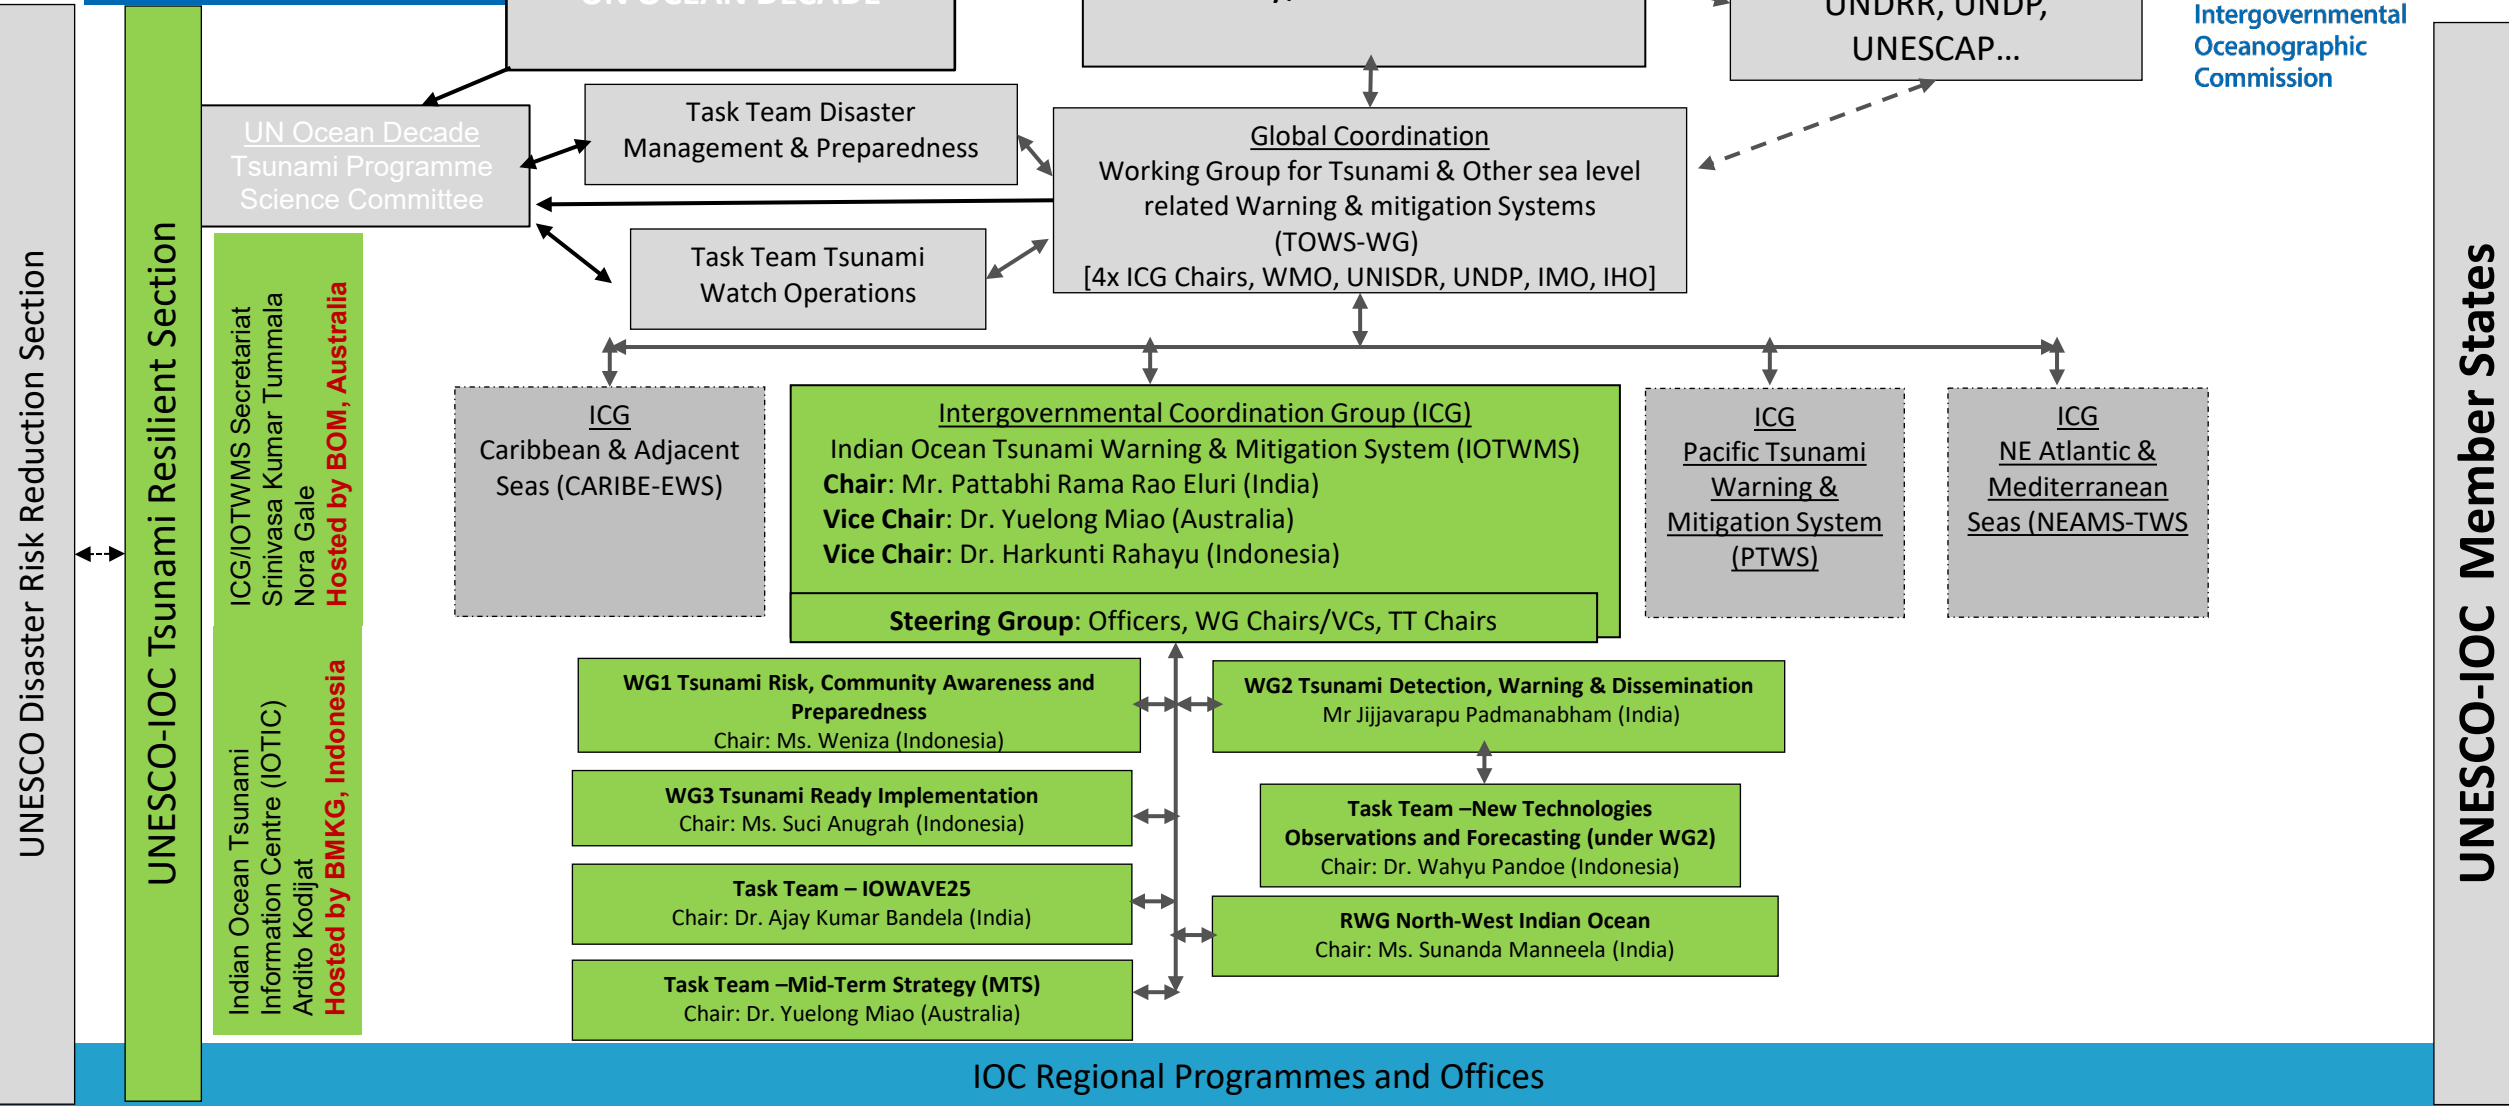 UN OCEAN DECADE
UNDRR, UNDP,
UNESCAP...
Intergovernmental
Oceanographic
Commission
UNESCO Disaster Risk Reduction Section
UNESCO-IOC Tsunami Resilient Section
UN Ocean Decade
Tsunami Programme
Science Committee
Task Team Disaster
Management & Preparedness
Task Team Tsunami
Watch Operations
Global Coordination
Working Group for Tsunami & Other sea level
related Warning & mitigation Systems
(TOWS-WG)
[4x ICG Chairs, WMO, UNISDR, UNDP, IMO, IHO]
ICG/IOTWMS Secretariat
Srinivasa Kumar Tummala
Nora Gale
Hosted by BOM, Australia
Indian Ocean Tsunami
Information Centre (IOTIC)
Ardito Kodijat
Hosted by BMKG, Indonesia
ICG
Caribbean & Adjacent
Seas (CARIBE-EWS)
Intergovernmental Coordination Group (ICG)
Indian Ocean Tsunami Warning & Mitigation System (IOTWMS)
Chair: Mr. Pattabhi Rama Rao Eluri (India)
Vice Chair: Dr. Yuelong Miao (Australia)
Vice Chair: Dr. Harkunti Rahayu (Indonesia)
Steering Group: Officers, WG Chairs/VCs, TT Chairs
ICG
Pacific Tsunami
Warning &
Mitigation System
(PTWS)
ICG
NE Atlantic &
Mediterranean
Seas (NEAMS-TWS
WG1 Tsunami Risk, Community Awareness and
Preparedness
Chair: Ms. Weniza (Indonesia)
WG2 Tsunami Detection, Warning & Dissemination
Mr Jijjavarapu Padmanabham (India)
WG3 Tsunami Ready Implementation
Chair: Ms. Suci Anugrah (Indonesia)
Task Team –New Technologies
Observations and Forecasting (under WG2)
Chair: Dr. Wahyu Pandoe (Indonesia)
Task Team – IOWAVE25
Chair: Dr. Ajay Kumar Bandela (India)
RWG North-West Indian Ocean
Chair: Ms. Sunanda Manneela (India)
Task Team –Mid-Term Strategy (MTS)
Chair: Dr. Yuelong Miao (Australia)
UNESCO-IOC Member States
IOC Regional Programmes and Offices